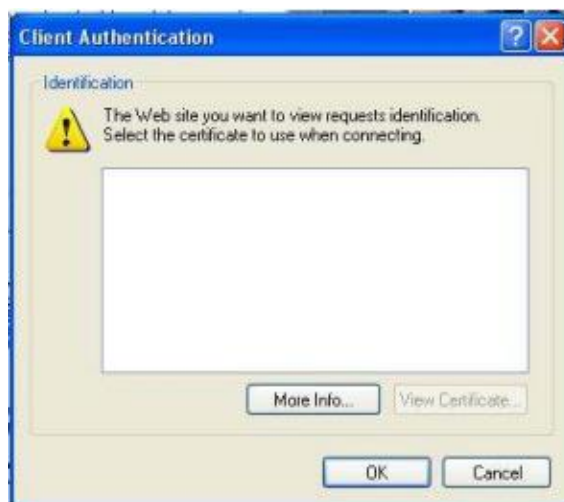 Client Authentication
Identification
The Web site you want to view requests identification.
Select the certificate to use when connecting.
More Info...
View Certificate...
OK
Cancel